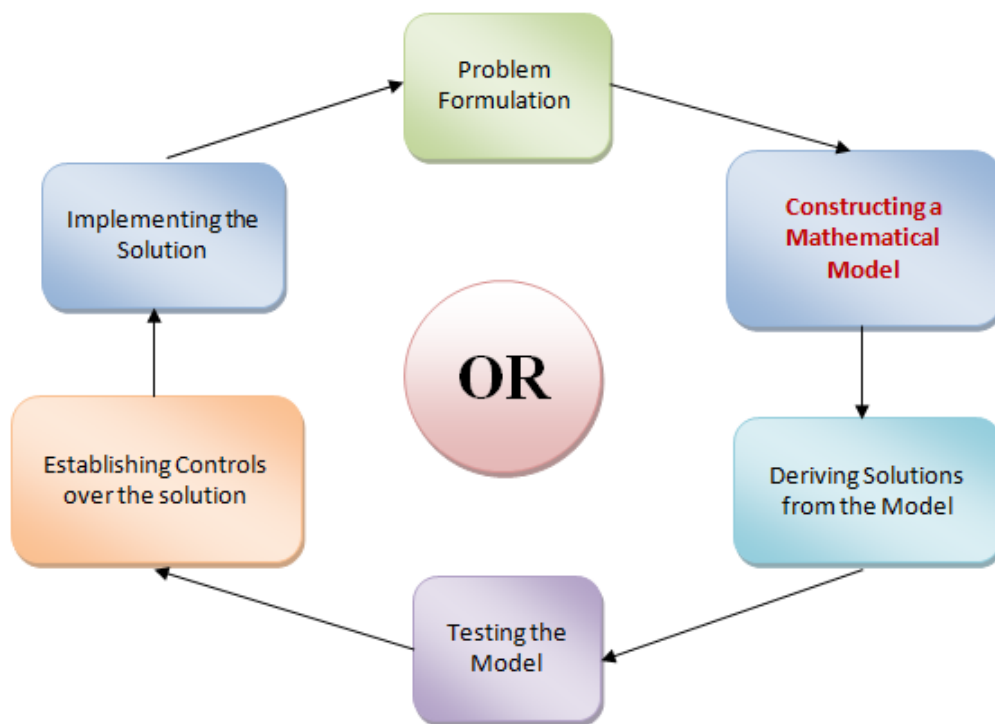 Problem
Formulation
Constructing a
Mathematical
Model
Deriving Solutions
from the Model
Testing the
Model
Establishing Controls
over the solution
Implementing the
Solution
OR